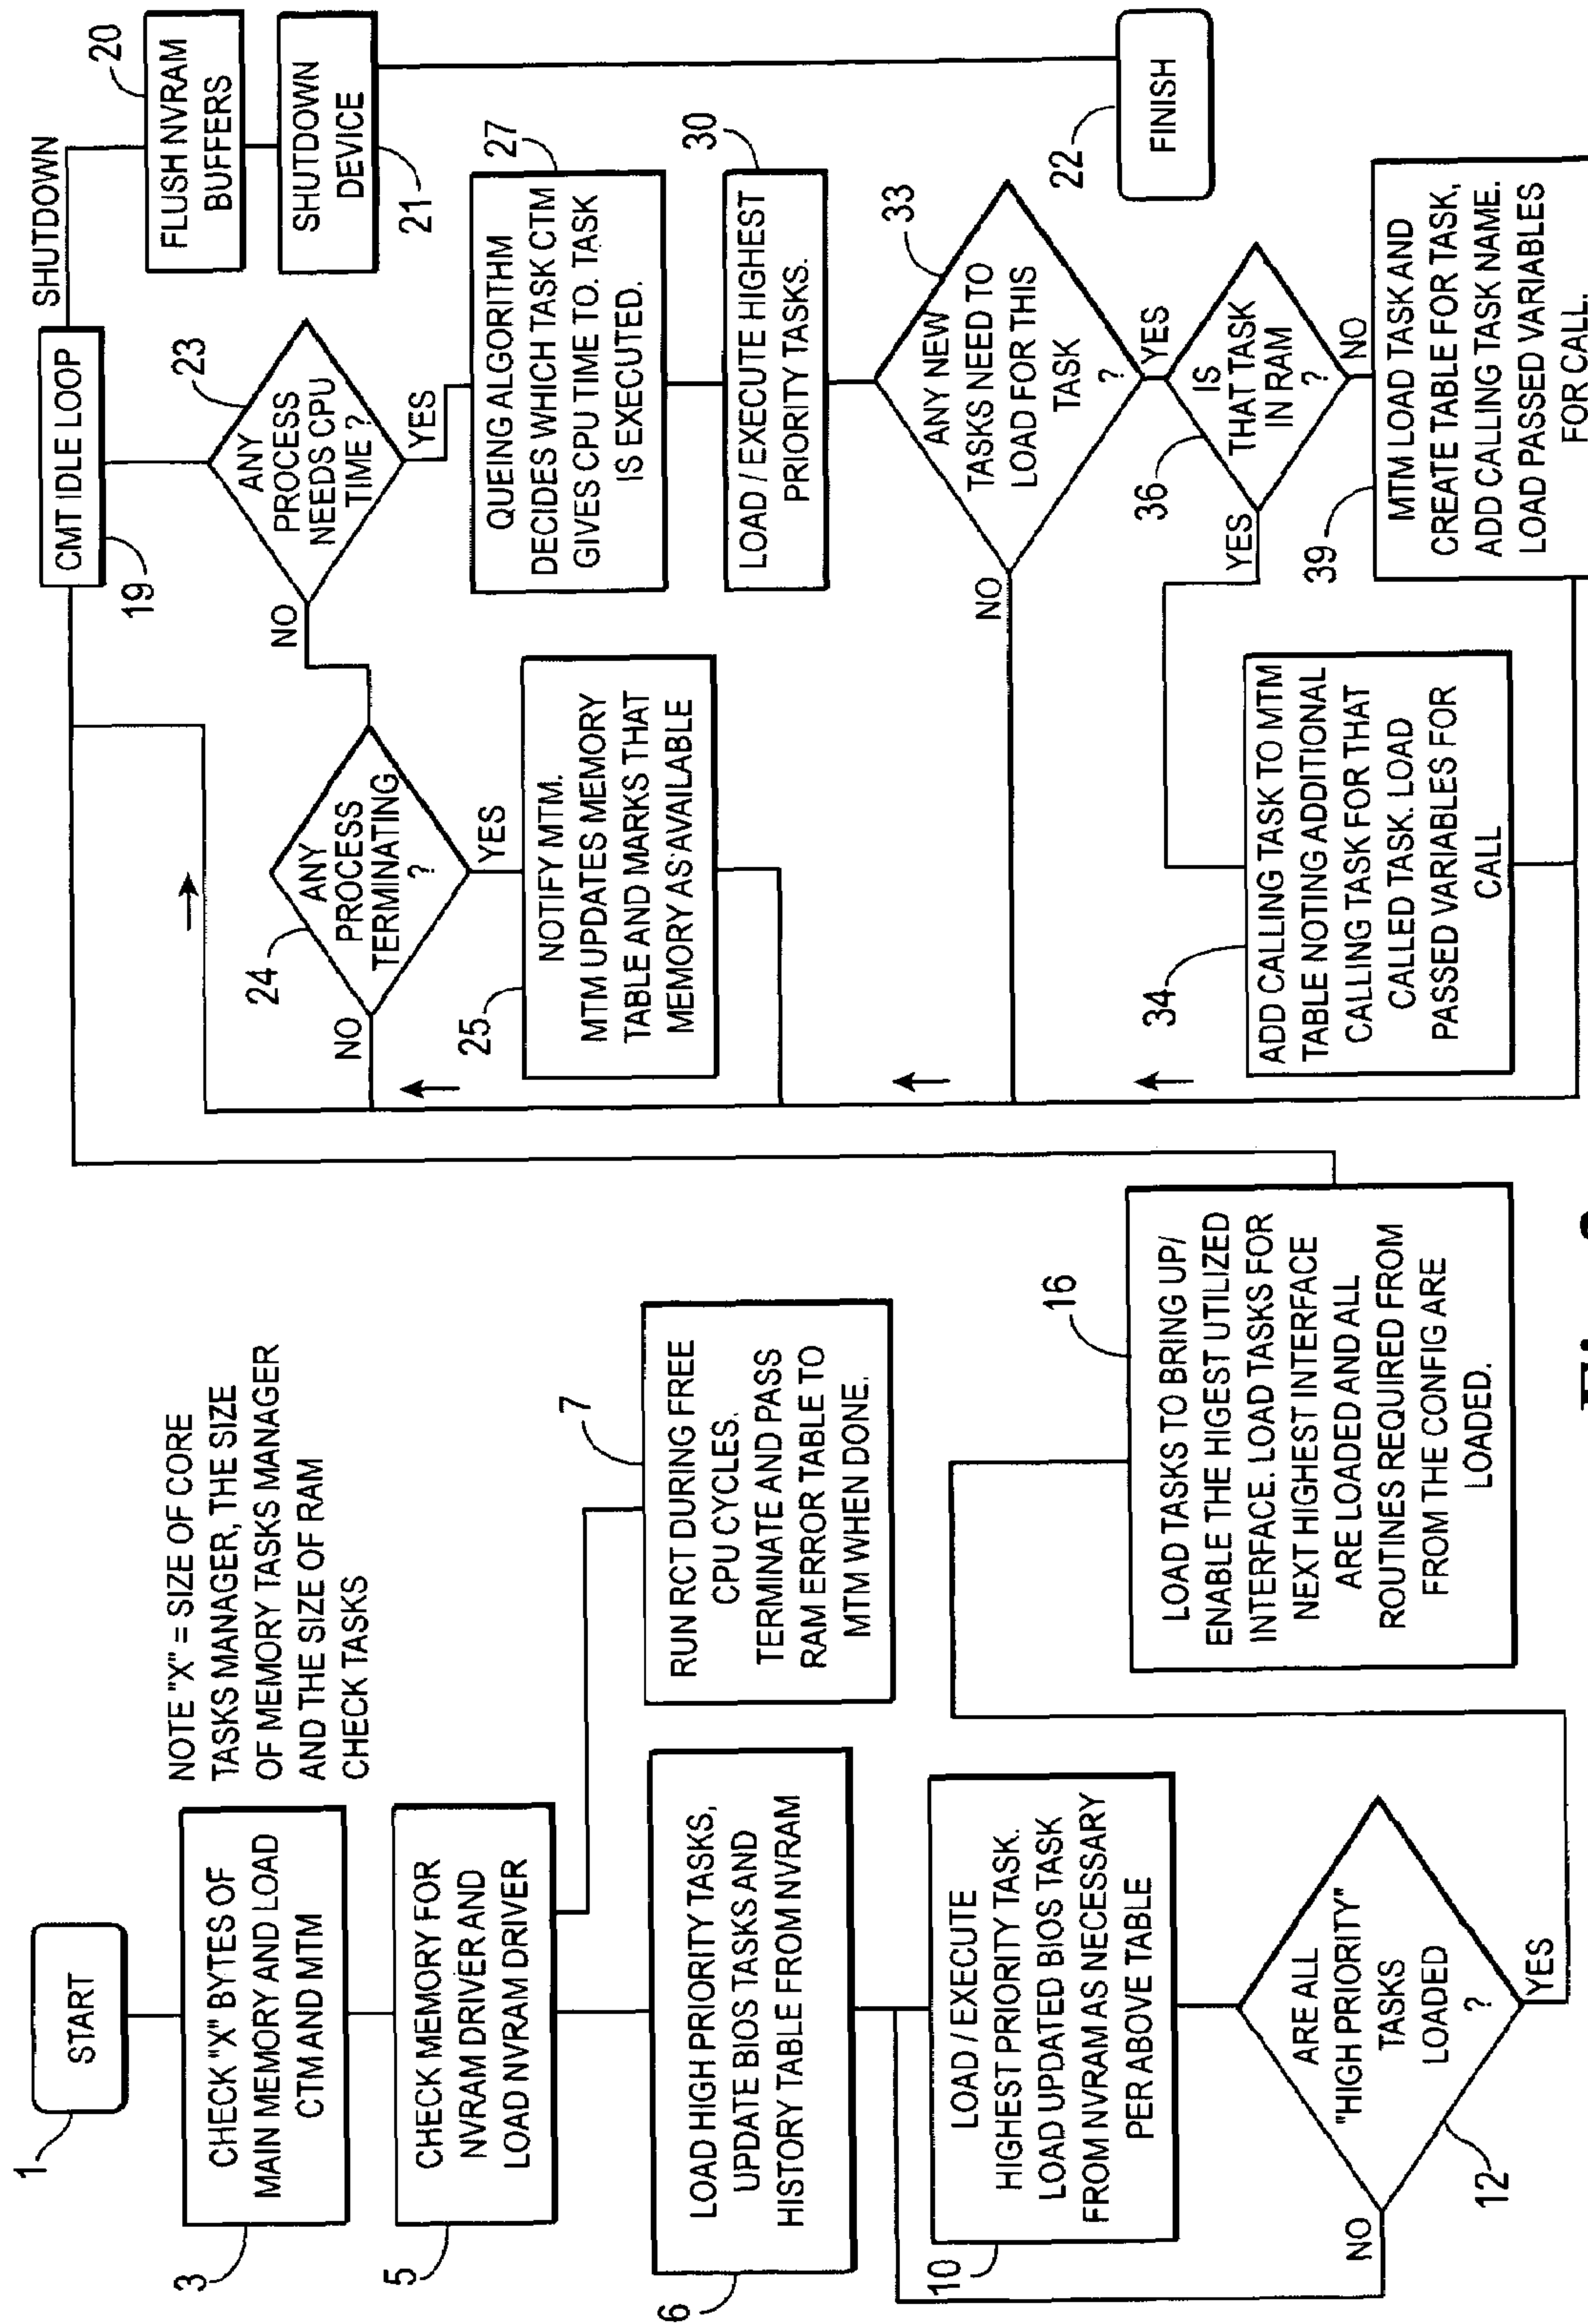 1
START
NOTE "X" = SIZE OF CORE
TASKS MANAGER, THE SIZE
OF MEMORY TASKS MANAGER
AND THE SIZE OF RAM
CHECK TASKS
3
CHECK "X" BYTES OF
MAIN MEMORY AND LOAD
CTM AND MTM
5
CHECK MEMORY FOR
NVRAM DRIVER AND
LOAD NVRAM DRIVER
7
RUN RCT DURING FREE
CPU CYCLES.
TERMINATE AND PASS
RAM ERROR TABLE TO
MTM WHEN DONE.
6
LOAD HIGH PRIORITY TASKS,
UPDATE BIOS TASKS AND
HISTORY TABLE FROM NVRAM
10
LOAD / EXECUTE
HIGHEST PRIORITY TASK.
LOAD UPDATED BIOS TASK
FROM NVRAM AS NECESSARY
PER ABOVE TABLE
ARE ALL
"HIGH PRIORITY"
TASKS
LOADED
?
NO
12
YES
16
LOAD TASKS TO BRING UP/
ENABLE THE HIGEST UTILIZED
INTERFACE. LOAD TASKS FOR
NEXT HIGHEST INTERFACE
ARE LOADED AND ALL
ROUTINES REQUIRED FROM
FROM THE CONFIG ARE
LOADED.
CMT IDLE LOOP
19
SHUTDOWN
20
FLUSH NVRAM
BUFFERS
SHUTDOWN
DEVICE
21
22
FINISH
23
ANY
PROCESS
NEEDS CPU
TIME ?
NO
YES
24
ANY
PROCESS
TERMINATING
?
NO
YES
25
NOTIFY MTM.
MTM UPDATES MEMORY
TABLE AND MARKS THAT
MEMORY AS AVAILABLE
27
QUEING ALGORITHM
DECIDES WHICH TASK CTM
GIVES CPU TIME TO. TASK
IS EXECUTED.
30
LOAD / EXECUTE HIGHEST
PRIORITY TASKS.
33
ANY NEW
TASKS NEED TO
LOAD FOR THIS
TASK
?
NO
YES
36
IS
THAT TASK
IN RAM
?
YES
NO
34
ADD CALLING TASK TO MTM
TABLE NOTING ADDITIONAL
CALLING TASK FOR THAT
CALLED TASK. LOAD
PASSED VARIABLES FOR
CALL
39
MTM LOAD TASK AND
CREATE TABLE FOR TASK,
ADD CALLING TASK NAME.
LOAD PASSED VARIABLES
FOR CALL.